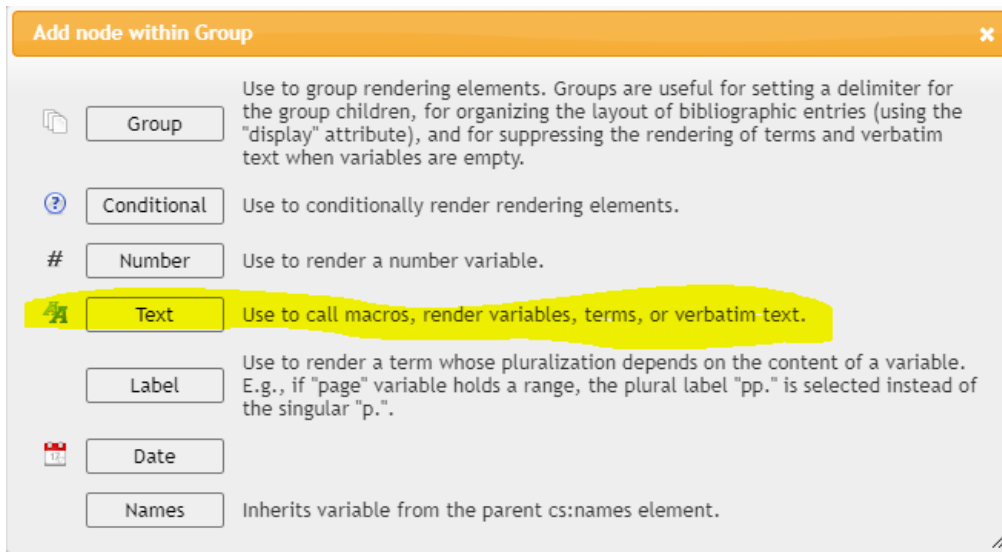 Add node within Group
Use to group rendering elements. Groups are useful for setting a delimiter for
the group children, for organizing the layout of bibliographic entries (using the
"display" attribute), and for suppressing the rendering of terms and verbatim
text when variables are empty.
Group
Conditional
Use to conditionally render rendering elements.
#
Number
Use to render a number variable.
Text
Use to call macros, render variables, terms, or verbatim text.
Label
Use to render a term whose pluralization depends on the content of a variable.
E.g., if "page" variable holds a range, the plural label "pp." is selected instead of
the singular "p.".
Date
Names
Inherits variable from the parent cs:names element.